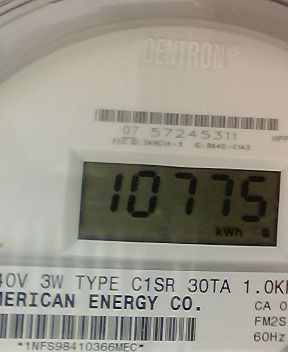 CENTRON®
07 57245311
10775
kWh
40V 3W TYPE C1SR 30TA 1.0K
MERICAN ENERGY CO.
CA 0
FM2S
60Hz
*1NFS98410366MEC*